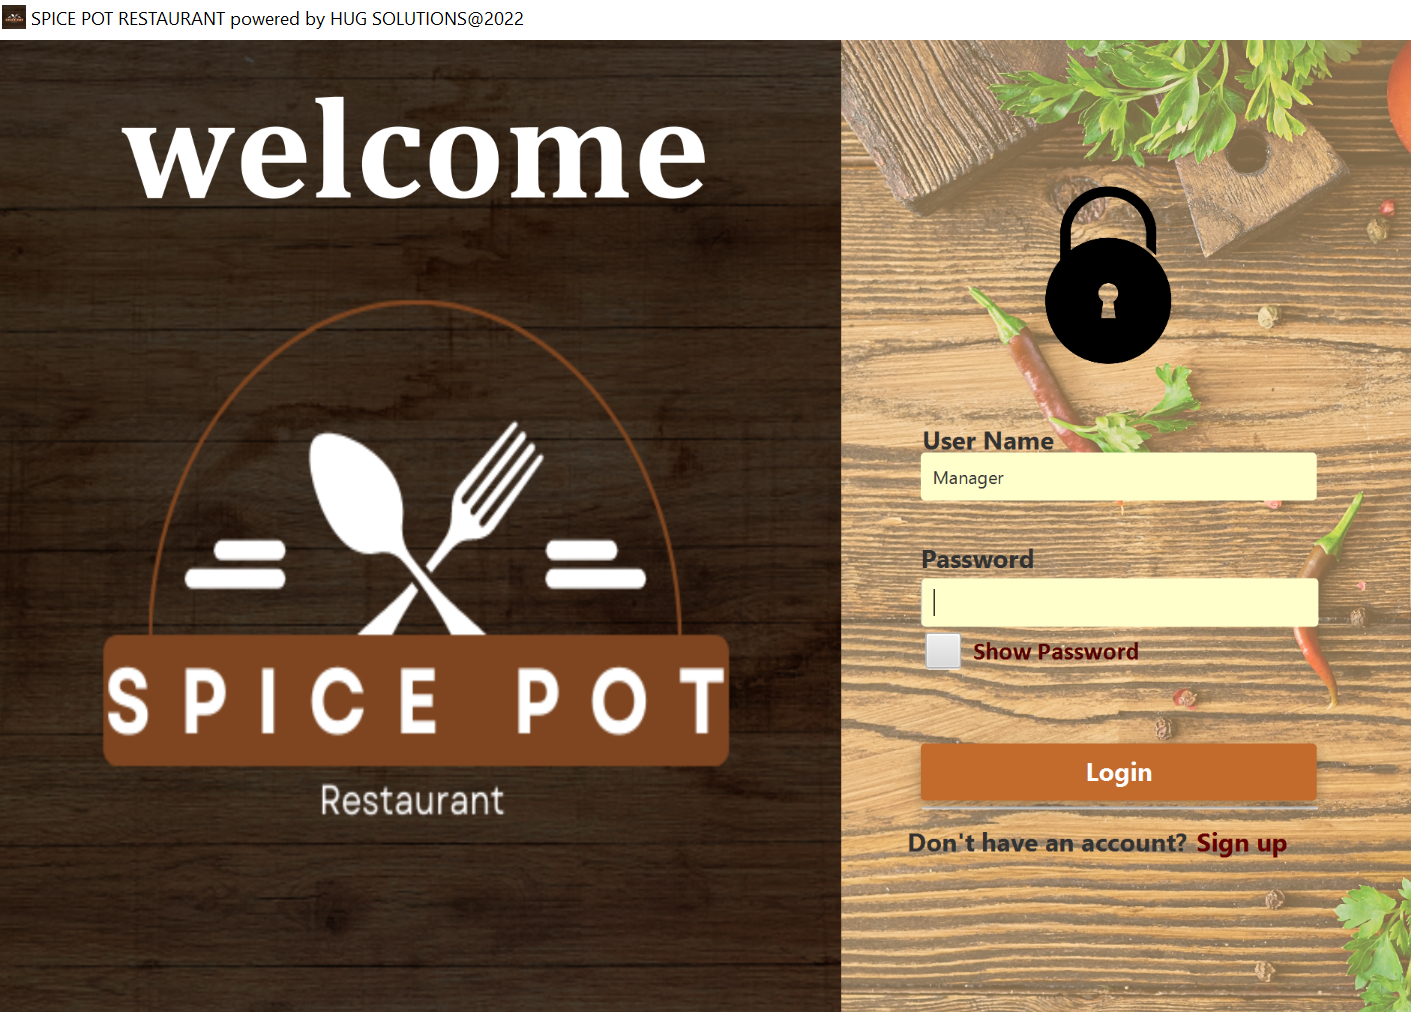 SPICE POT RESTAURANT powered by HUG SOLUTIONS@2022
welcome
SPICE POT
Restaurant
User Name
Manager
Password
Show Password
Login
Don't have an account? Sign up